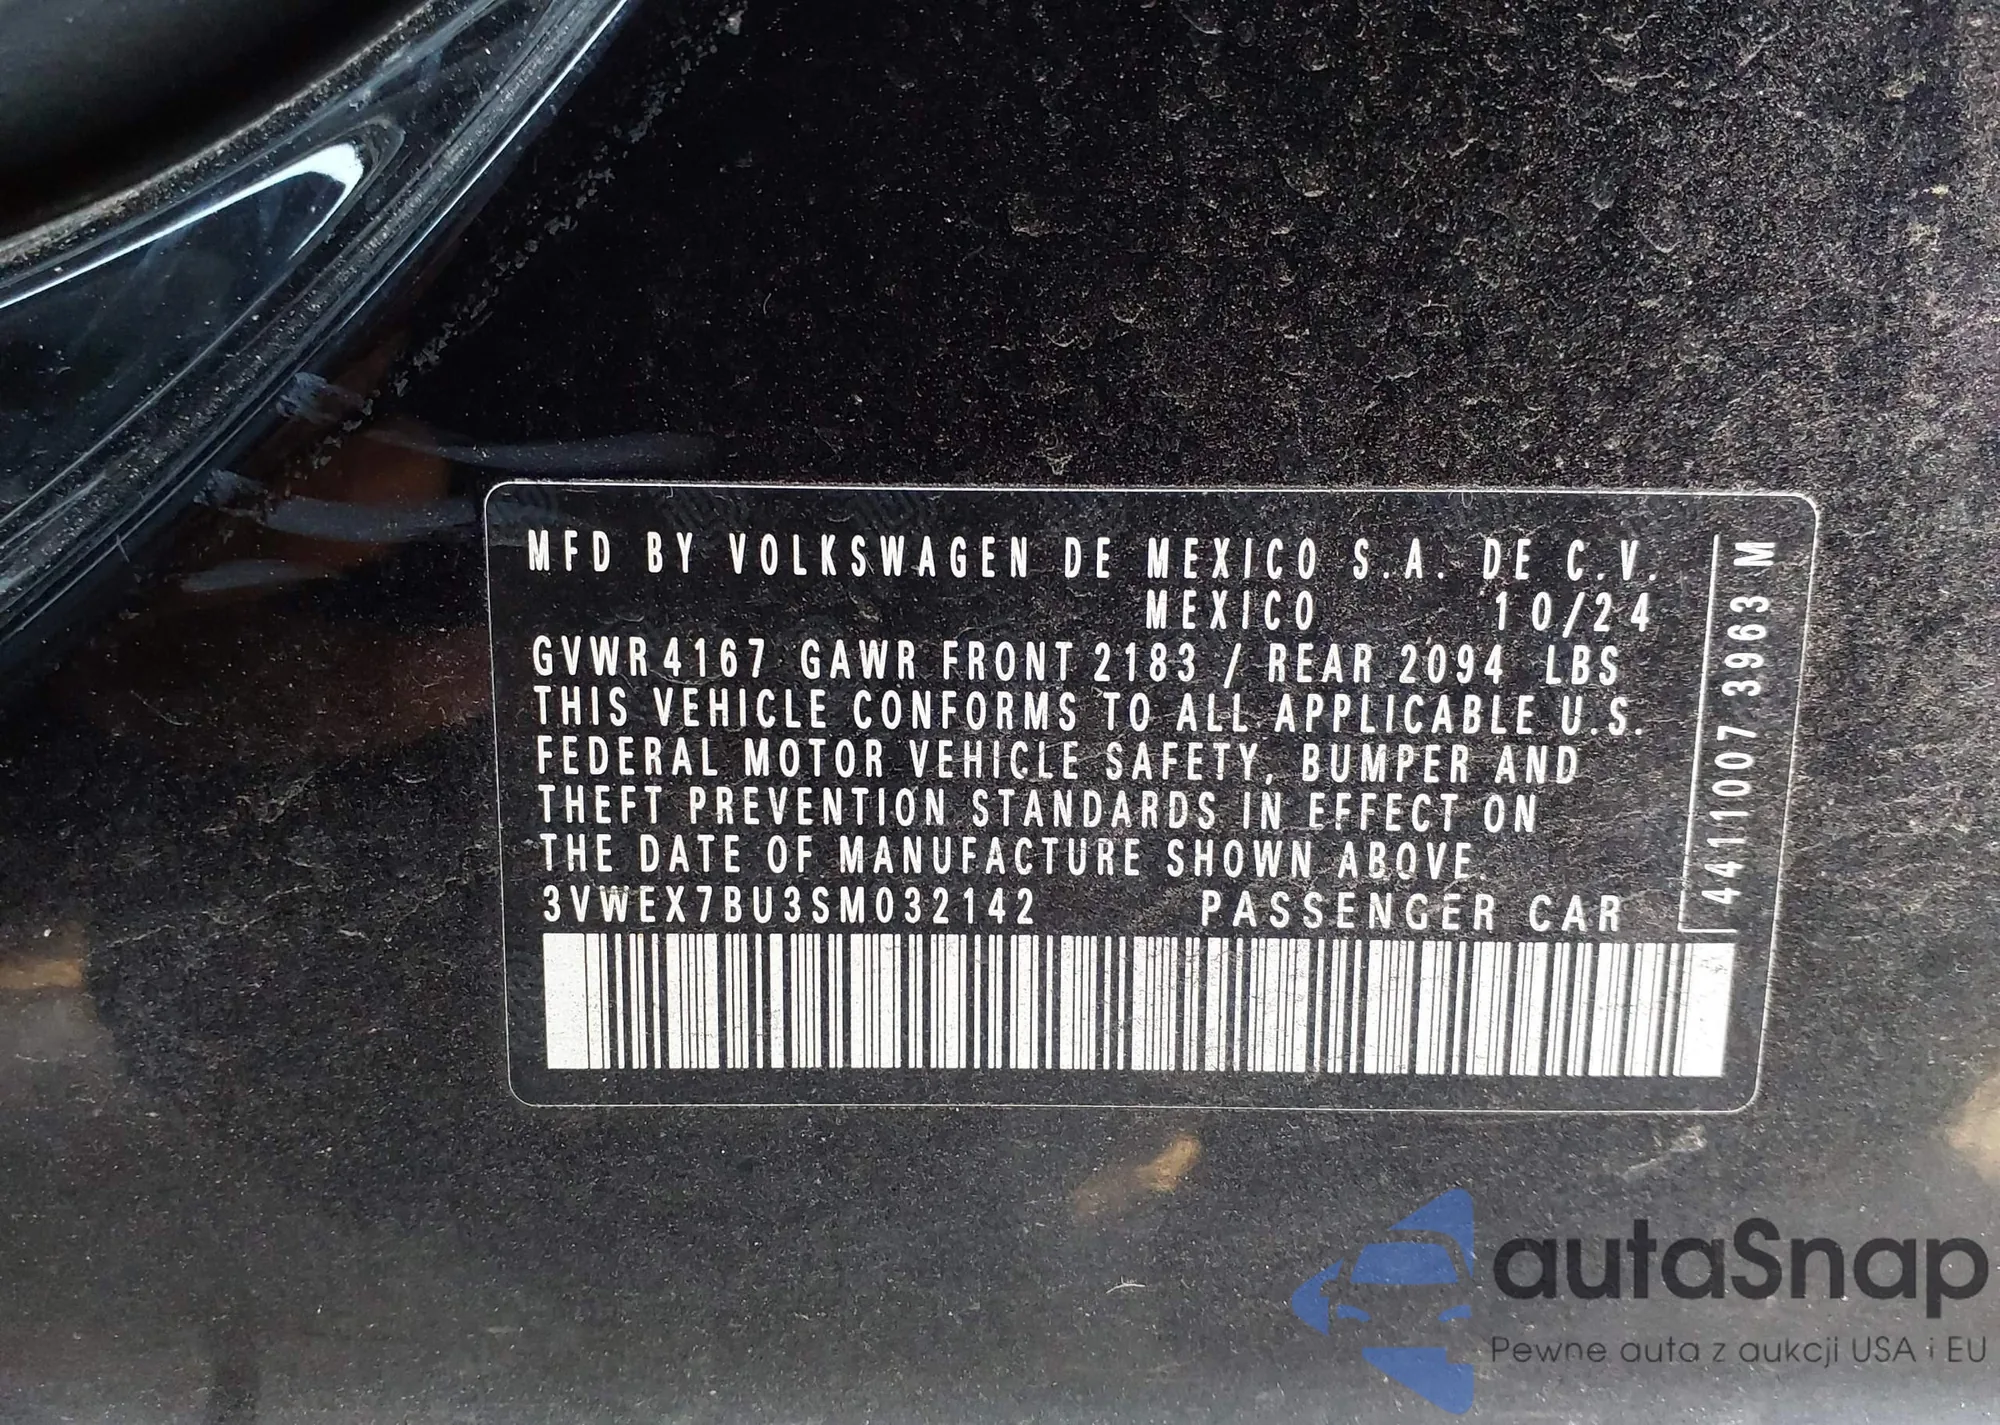 MFD BY VOLKSWAGEN DE MEXICO S.A. DE C.V.
MEXICO 10/24
GVWR 4167 GAWR FRONT 2183 / REAR 2094 LBS
THIS VEHICLE CONFORMS TO ALL APPLICABLE U.S.
FEDERAL MOTOR VEHICLE SAFETY, BUMPER AND
THEFT PREVENTION STANDARDS IN EFFECT ON
THE DATE OF MANUFACTURE SHOWN ABOVE.
3VWEX7BU3SM032142 PASSENGER CAR
4411007 3963 M
autaSnap
Pewne auta z aukcji USA i EU